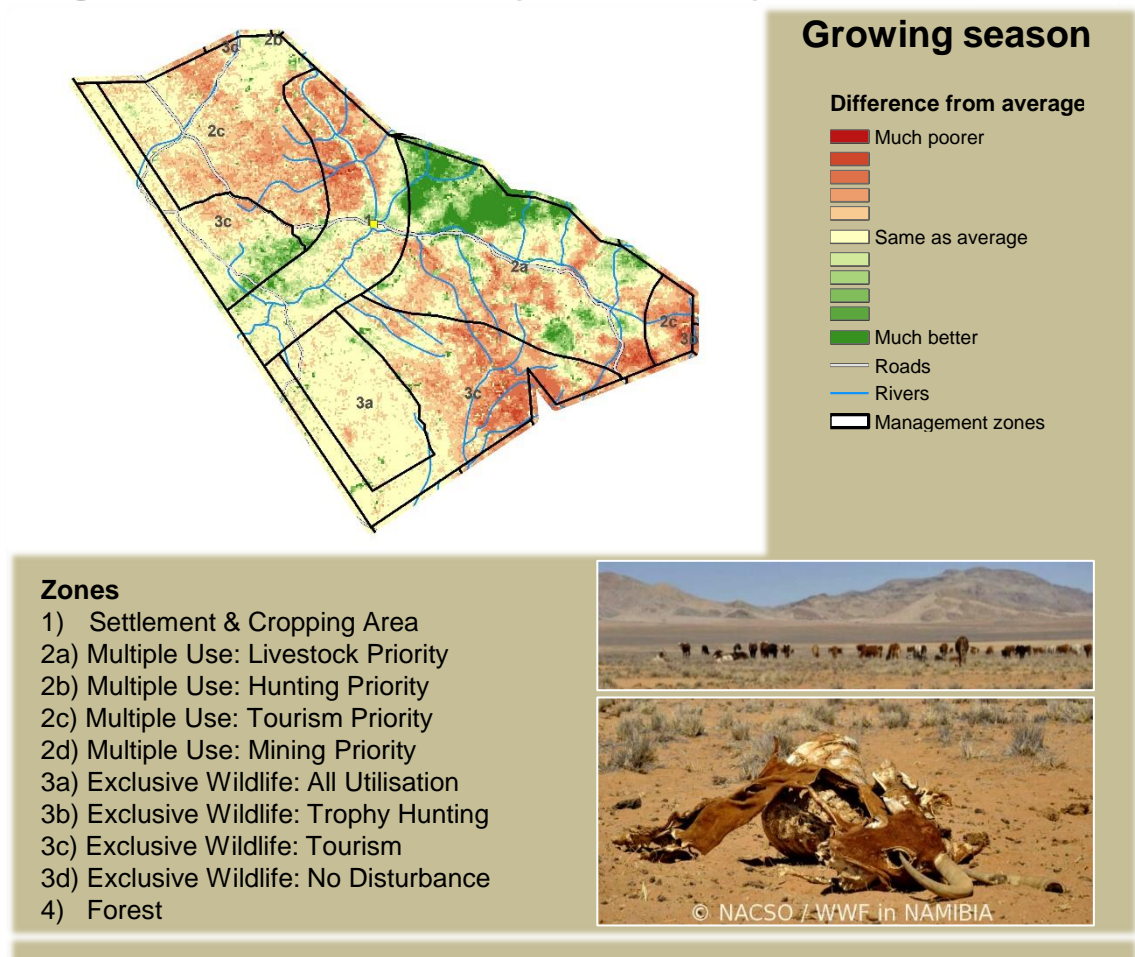 Growing season
Difference from average
Much poorer
Same as average
Much better
Roads
Rivers
Management zones
3d
2b
2c
3c
1
2a
2c
3b
3c
3a
Zones
1) Settlement & Cropping Area
2a) Multiple Use: Livestock Priority
2b) Multiple Use: Hunting Priority
2c) Multiple Use: Tourism Priority
2d) Multiple Use: Mining Priority
3a) Exclusive Wildlife: All Utilisation
3b) Exclusive Wildlife: Trophy Hunting
3c) Exclusive Wildlife: Tourism
3d) Exclusive Wildlife: No Disturbance
4) Forest
© NACSO / WWF in NAMIBIA